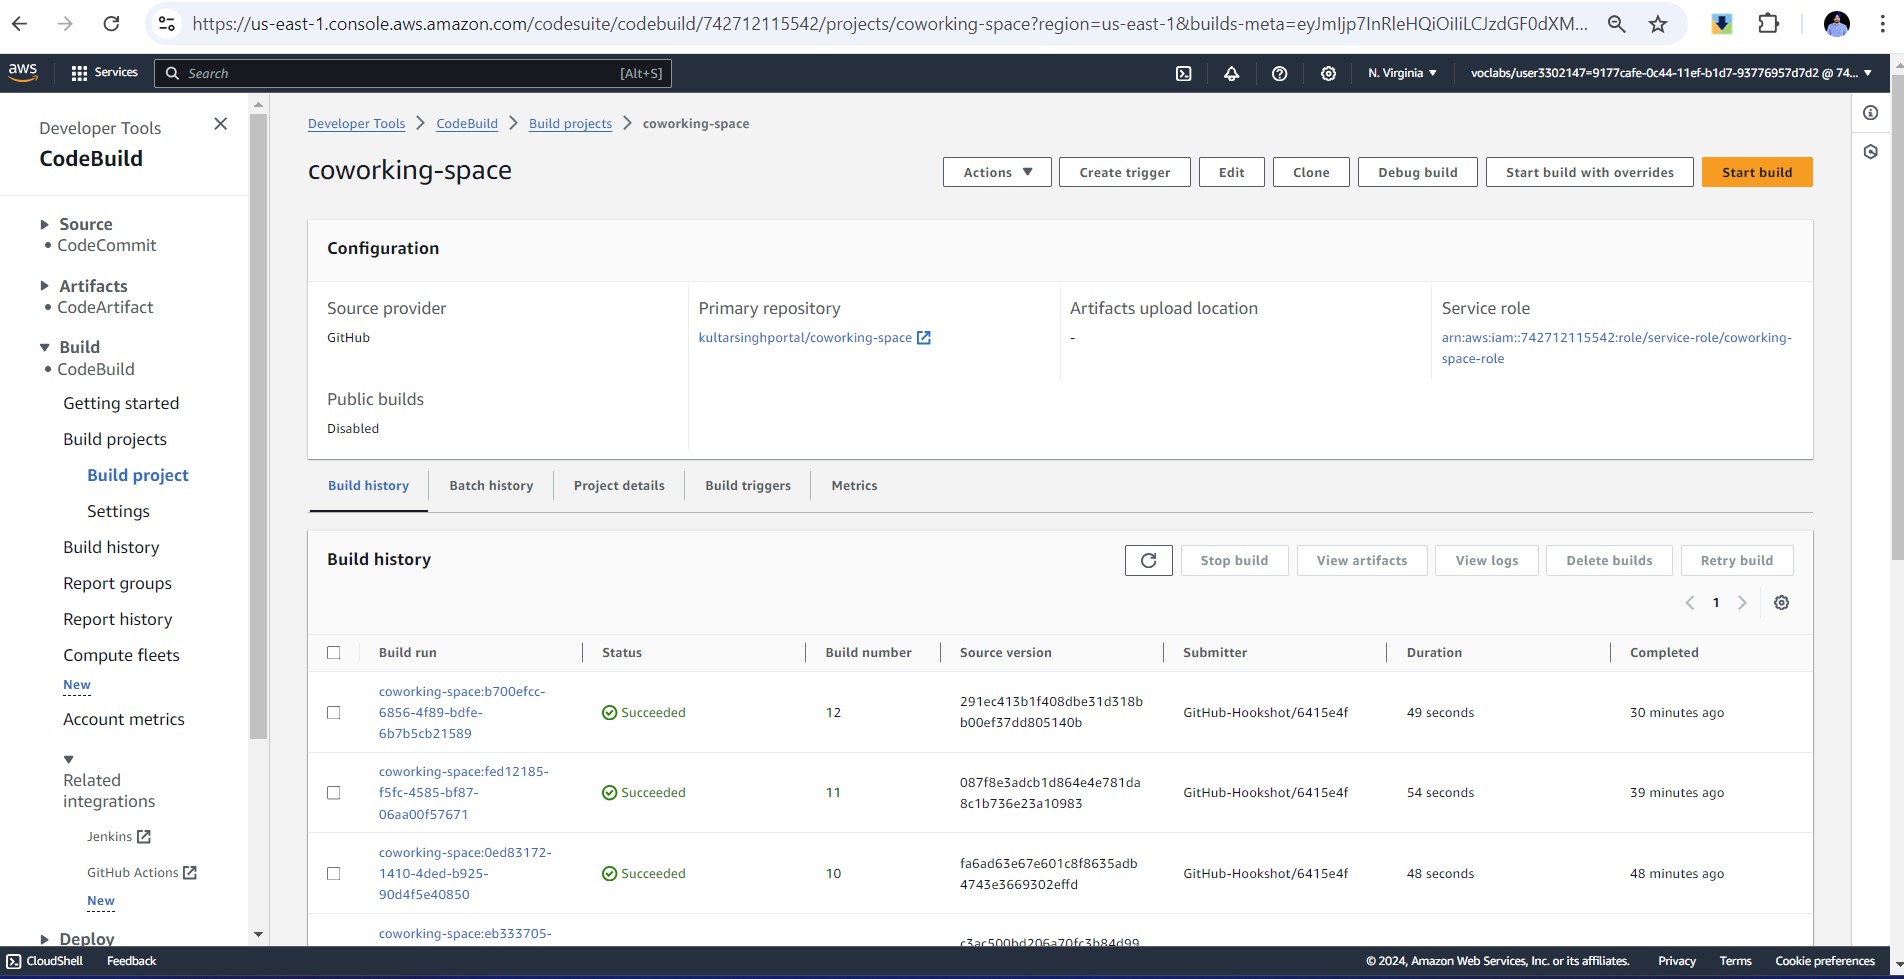 https://us-east-1.console.aws.amazon.com/codesuite/codebuild/742712115542/projects/coworking-space?region=us-east-1&builds-meta=eyJmIjp7InRleHQiOiIiLCJzdGF0dXM...
aws
Services
Search
[Alt+S]
N. Virginia
voclabs/user3302147=9177cafe-0c44-11ef-b1d7-93776957d7d2 @ 74...
Developer Tools
CodeBuild
Source
CodeCommit
Artifacts
CodeArtifact
Build
CodeBuild
Getting started
Build projects
Build project
Settings
Build history
Report groups
Report history
Compute fleets
New
Account metrics
Related
integrations
Jenkins
GitHub Actions
New
Deploy
Developer Tools
CodeBuild
Build projects
coworking-space
coworking-space
Actions
Create trigger
Edit
Clone
Debug build
Start build with overrides
Start build
Configuration
Source provider
GitHub
Primary repository
kultarsinghportal/coworking-space
Artifacts upload location
-
Service role
arn:aws:iam::742712115542:role/service-role/coworking-
space-role
Public builds
Disabled
Build history
Batch history
Project details
Build triggers
Metrics
Build history
Stop build
View artifacts
View logs
Delete builds
Retry build
1
Build run
Status
Build number
Source version
Submitter
Duration
Completed
coworking-space:b700efcc-
6856-4f89-bdfe-
6b7b5cb21589
Succeeded
12
291ec413b1f408dbe31d318b
b00ef37dd805140b
GitHub-Hookshot/6415e4f
49 seconds
30 minutes ago
coworking-space:fed12185-
f5fc-4585-bf87-
06aa00f57671
Succeeded
11
087f8e3adcb1d864e4e781da
8c1b736e23a10983
GitHub-Hookshot/6415e4f
54 seconds
39 minutes ago
coworking-space:0ed83172-
1410-4ded-b925-
90d4f5e40850
Succeeded
10
fa6ad63e67e601c8f8635adb
4743e3669302effd
GitHub-Hookshot/6415e4f
48 seconds
48 minutes ago
coworking-space:eb333705-
c3ac500bd206a70fc3b84d99
CloudShell
Feedback
© 2024, Amazon Web Services, Inc. or its affiliates.
Privacy
Terms
Cookie preferences